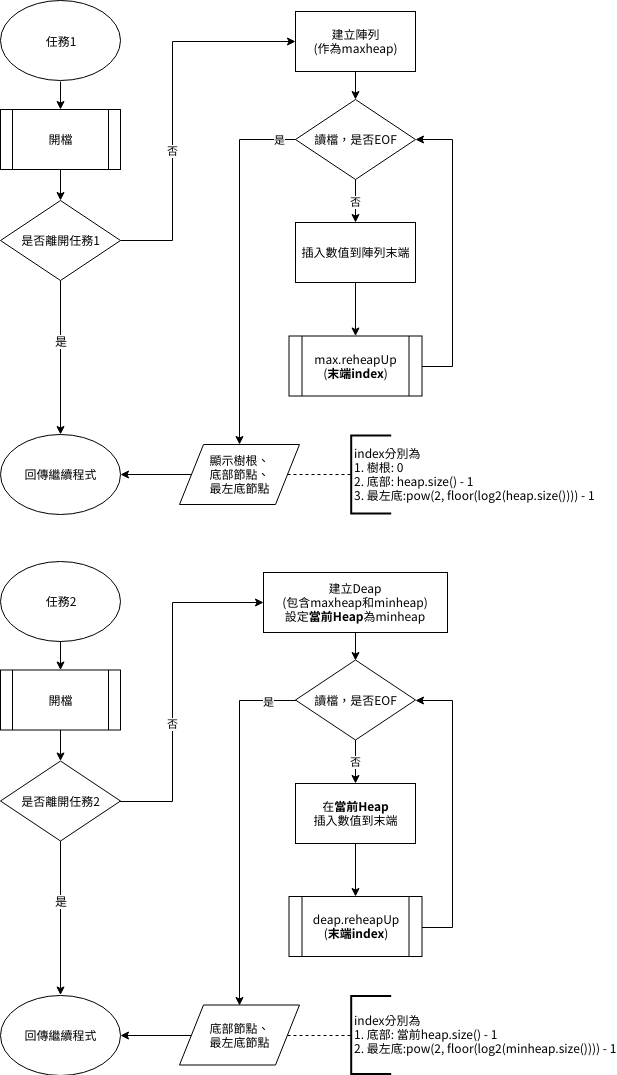 任務1
開檔
是否離開任務1
是
否
回傳繼續程式
建立陣列
(作為maxheap)
讀檔，是否EOF
是
否
插入數值到陣列末端
max.reheapUp
(末端index)
顯示樹根、
底部節點、
最左底節點
index分別為
1. 樹根: 0
2. 底部: heap.size() - 1
3. 最左底:pow(2, floor(log2(heap.size()))) - 1
任務2
開檔
是否離開任務2
是
否
回傳繼續程式
建立Deap
(包含maxheap和minheap)
設定當前Heap為minheap
讀檔，是否EOF
是
否
在當前Heap
插入數值到末端
deap.reheapUp
(末端index)
底部節點、
最左底節點
index分別為
1. 底部: 當前heap.size() - 1
2. 最左底:pow(2, floor(log2(minheap.size()))) - 1